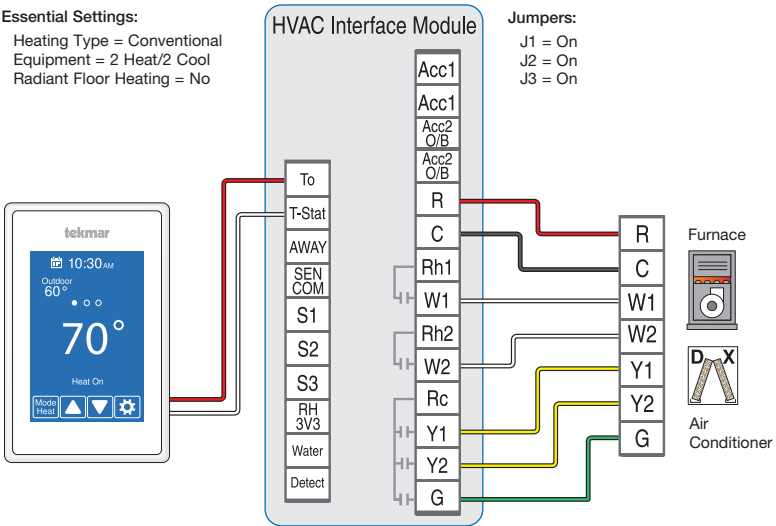 Essential Settings:
Heating Type = Conventional
Equipment = 2 Heat/2 Cool
Radiant Floor Heating = No
HVAC Interface Module
Jumpers:
J1 = On
J2 = On
J3 = On
tekmar
10:30 AM
Outdoor
60°
70°
Heat On
Mode
Heat
To
T-Stat
AWAY
SEN
COM
S1
S2
S3
RH
3V3
Water
Detect
Acc1
Acc1
Acc2
O/B
Acc2
O/B
R
C
Rh1
W1
Rh2
W2
Rc
Y1
Y2
G
R
C
W1
W2
Y1
Y2
G
Furnace
D X
Air
Conditioner